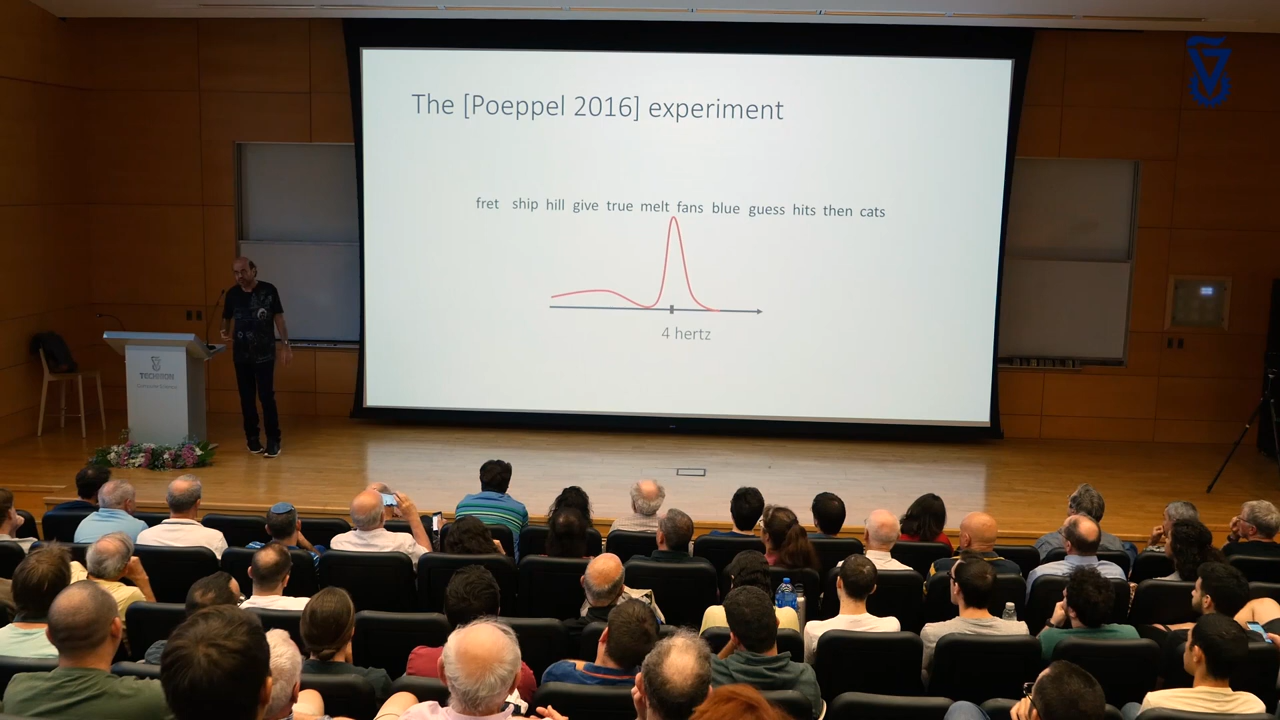 The [Poeppel 2016] experiment
fret ship hill give true melt fans blue guess hits then cats
4 hertz
TECHNION